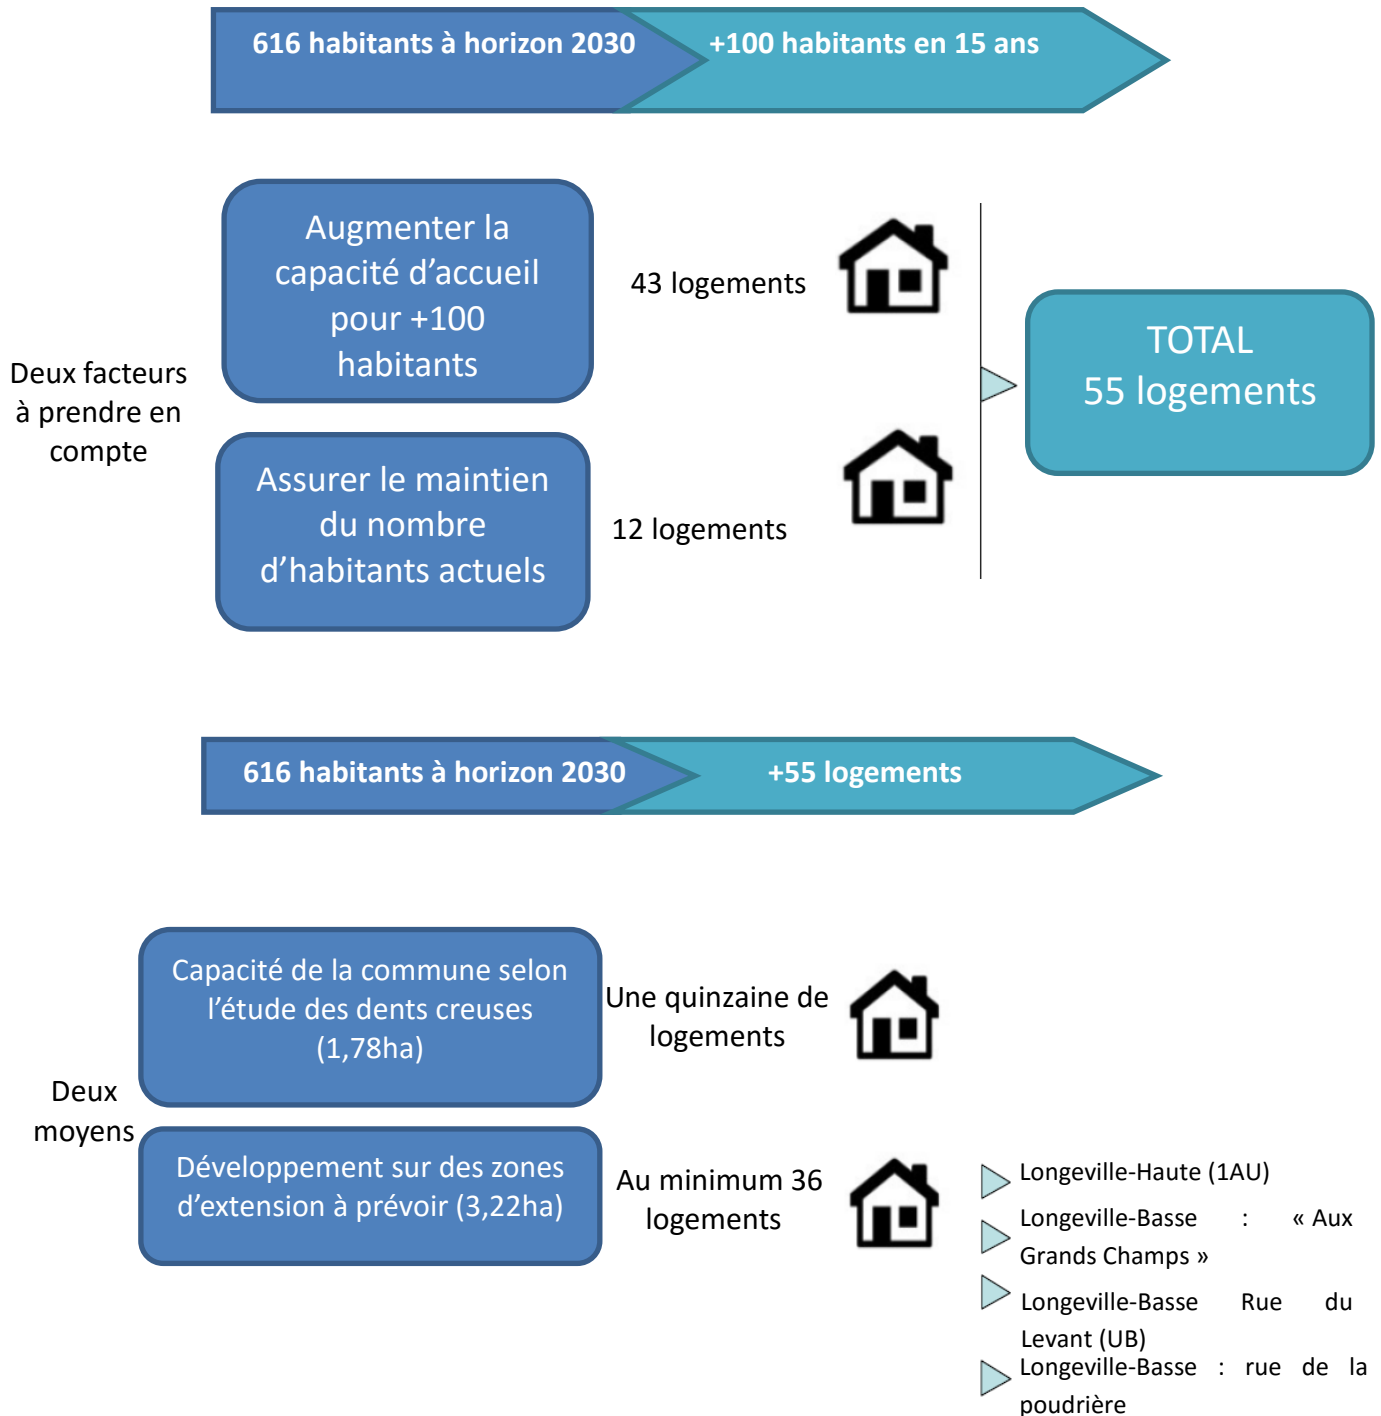 616 habitants à horizon 2030
+100 habitants en 15 ans
Deux facteurs
à prendre en
compte
Augmenter la
capacité d’accueil
pour +100
habitants
43 logements
Assurer le maintien
du nombre
d’habitants actuels
12 logements
TOTAL
55 logements
616 habitants à horizon 2030
+55 logements
Deux
moyens
Capacité de la commune selon
l’étude des dents creuses
(1,78ha)
Une quinzaine de
logements
Développement sur des zones
d’extension à prévoir (3,22ha)
Au minimum 36
logements
Longeville-Haute (1AU)
Longeville-Basse : « Aux
Grands Champs »
Longeville-Basse Rue du
Levant (UB)
Longeville-Basse : rue de la
poudrière